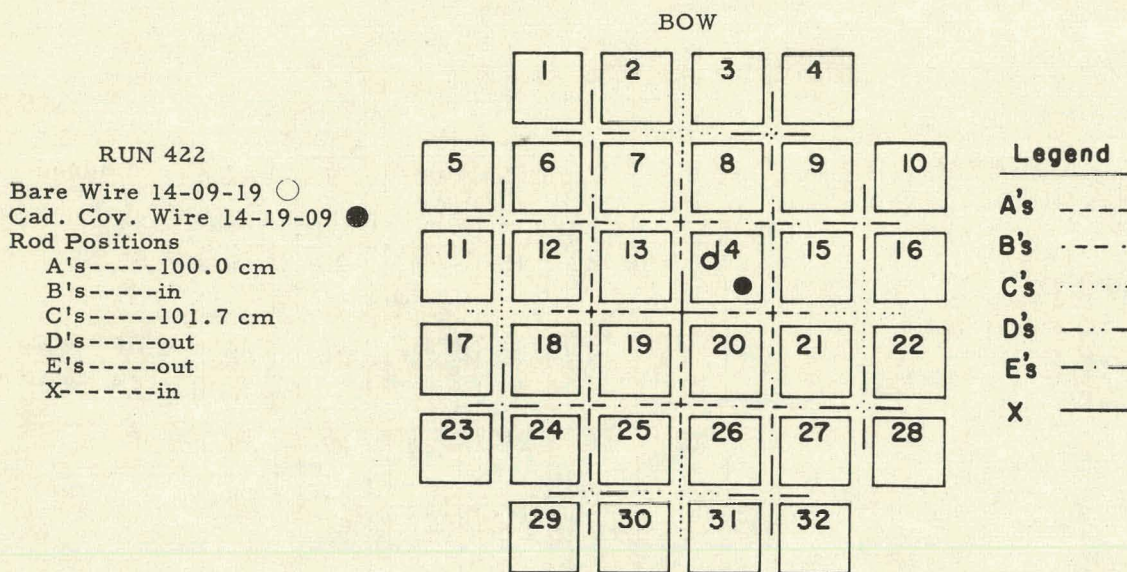 BOW
RUN 422
Bare Wire 14-09-19
Cad. Cov. Wire 14-19-09
Rod Positions
A's-----100.0 cm
B's-----in
C's-----101.7 cm
D's-----out
E's-----out
X-------in
1 2 3 4
5 6 7 8 9 10
11 12 13 14 15 16
17 18 19 20 21 22
23 24 25 26 27 28
29 30 31 32
Legend
A's
B's
C's
D's
E's
X